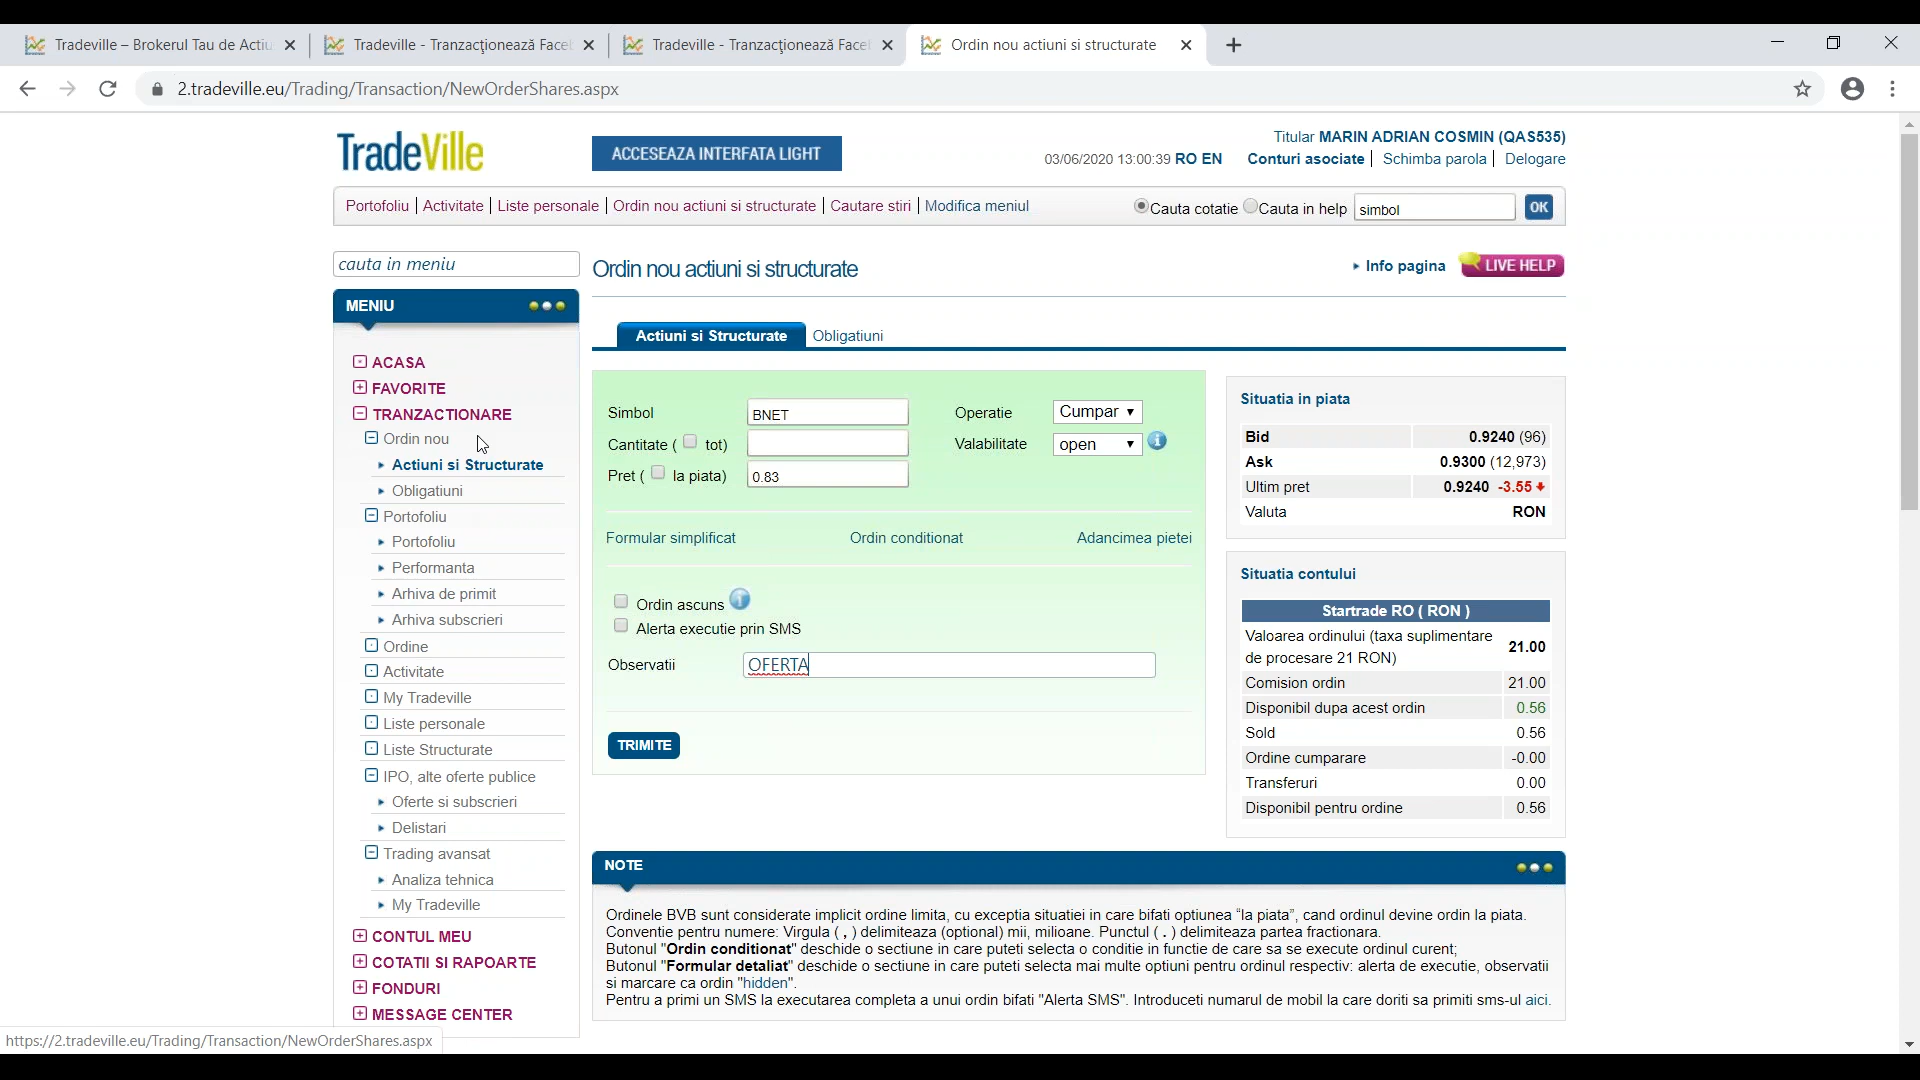 Tradeville – Brokerul Tau de Actiu
Tradeville - Tranzacționează Face
Tradeville - Tranzacționează Face
Ordin nou actiuni si structurate
2.tradeville.eu/Trading/Transaction/NewOrderShares.aspx
TradeVille
ACCESEAZA INTERFATA LIGHT
Titular MARIN ADRIAN COSMIN (QAS535)
03/06/2020 13:00:39 RO EN Conturi asociate | Schimba parola | Delogare
Portofoliu | Activitate | Liste personale | Ordin nou actiuni si structurate | Cautare stiri | Modifica meniul
Cauta cotatie Cauta in help simbol OK
cauta in meniu
MENIU
ACASA
FAVORITE
TRANZACTIONARE
Ordin nou
Actiuni si Structurate
Obligatiuni
Portofoliu
Portofoliu
Performanta
Arhiva de primit
Arhiva subscrieri
Ordine
Activitate
My Tradeville
Liste personale
Liste Structurate
IPO, alte oferte publice
Oferte si subscrieri
Delistari
Trading avansat
Analiza tehnica
My Tradeville
CONTUL MEU
COTATII SI RAPOARTE
FONDURI
MESSAGE CENTER
Ordin nou actiuni si structurate
Info pagina
LIVE HELP
Actiuni si Structurate Obligatiuni
Simbol BNET Operatie Cumpar
Cantitate ( tot) Valabilitate open
Pret ( la piata) 0.83
Formular simplificat Ordin conditionat Adancimea pietei
Ordin ascuns
Alerta executie prin SMS
Observatii OFERTA
TRIMITE
Situatia in piata
Bid 0.9240 (96)
Ask 0.9300 (12,973)
Ultim pret 0.9240 -3.55
Valuta RON
Situatia contului
Startrade RO ( RON )
Valoarea ordinului (taxa suplimentare
de procesare 21 RON) 21.00
Comision ordin 21.00
Disponibil dupa acest ordin 0.56
Sold 0.56
Ordine cumparare -0.00
Transferuri 0.00
Disponibil pentru ordine 0.56
NOTE
Ordinele BVB sunt considerate implicit ordine limita, cu exceptia situatiei in care bifati optiunea “la piata”, cand ordinul devine ordin la piata.
Conventie pentru numere: Virgula ( , ) delimiteaza (optional) mii, milioane. Punctul ( . ) delimiteaza partea fractionara.
Butonul "Ordin conditionat" deschide o sectiune in care puteti selecta o conditie in functie de care sa se execute ordinul curent;
Butonul "Formular detaliat" deschide o sectiune in care puteti selecta mai multe optiuni pentru ordinul respectiv: alerta de executie, observatii
si marcare ca ordin "hidden".
Pentru a primi un SMS la executarea completa a unui ordin bifati "Alerta SMS". Introduceti numarul de mobil la care doriti sa primiti sms-ul aici.
https://2.tradeville.eu/Trading/Transaction/NewOrderShares.aspx